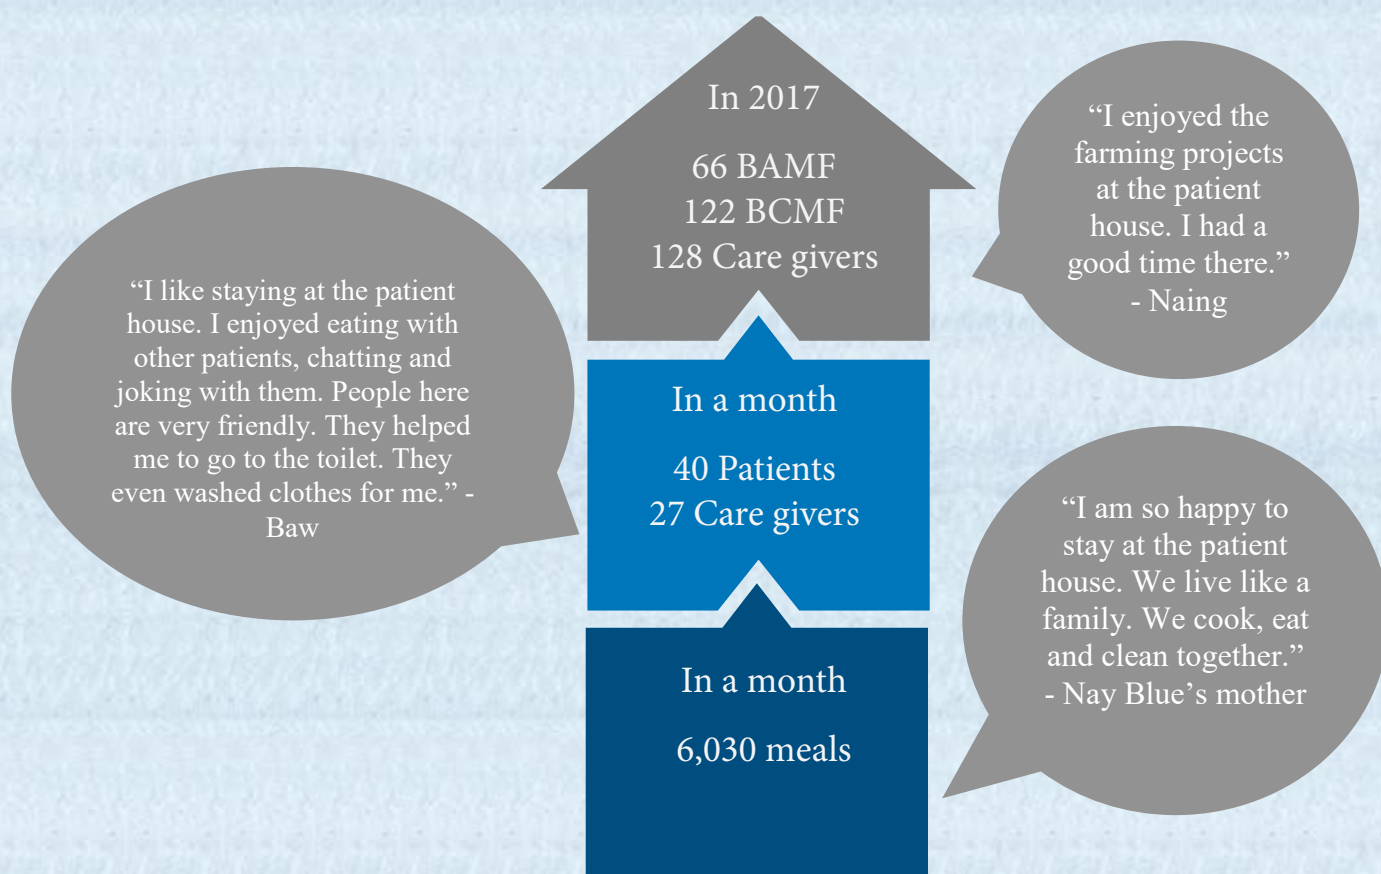 In 2017
66 BAMF
122 BCMF
128 Care givers
“I enjoyed the
farming projects
at the patient
house. I had a
good time there.”
- Naing
“I like staying at the patient
house. I enjoyed eating with
other patients, chatting and
joking with them. People here
are very friendly. They helped
me to go to the toilet. They
even washed clothes for me.” -
Baw
In a month
40 Patients
27 Care givers
“I am so happy to
stay at the patient
house. We live like a
family. We cook, eat
and clean together.”
- Nay Blue’s mother
In a month
6,030 meals